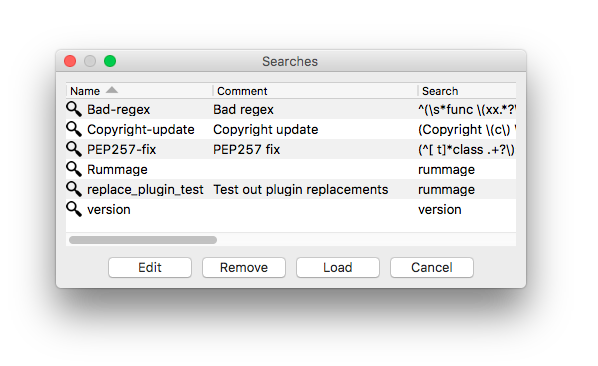 Searches
Name Comment Search
Bad-regex Bad regex ^(\s*func \(xx.*?\
Copyright-update Copyright update (Copyright \(c\) \
PEP257-fix PEP257 fix (^[ t]*class .+?\)
Rummage rummage
replace_plugin_test Test out plugin replacements rummage
version version
Edit Remove Load Cancel